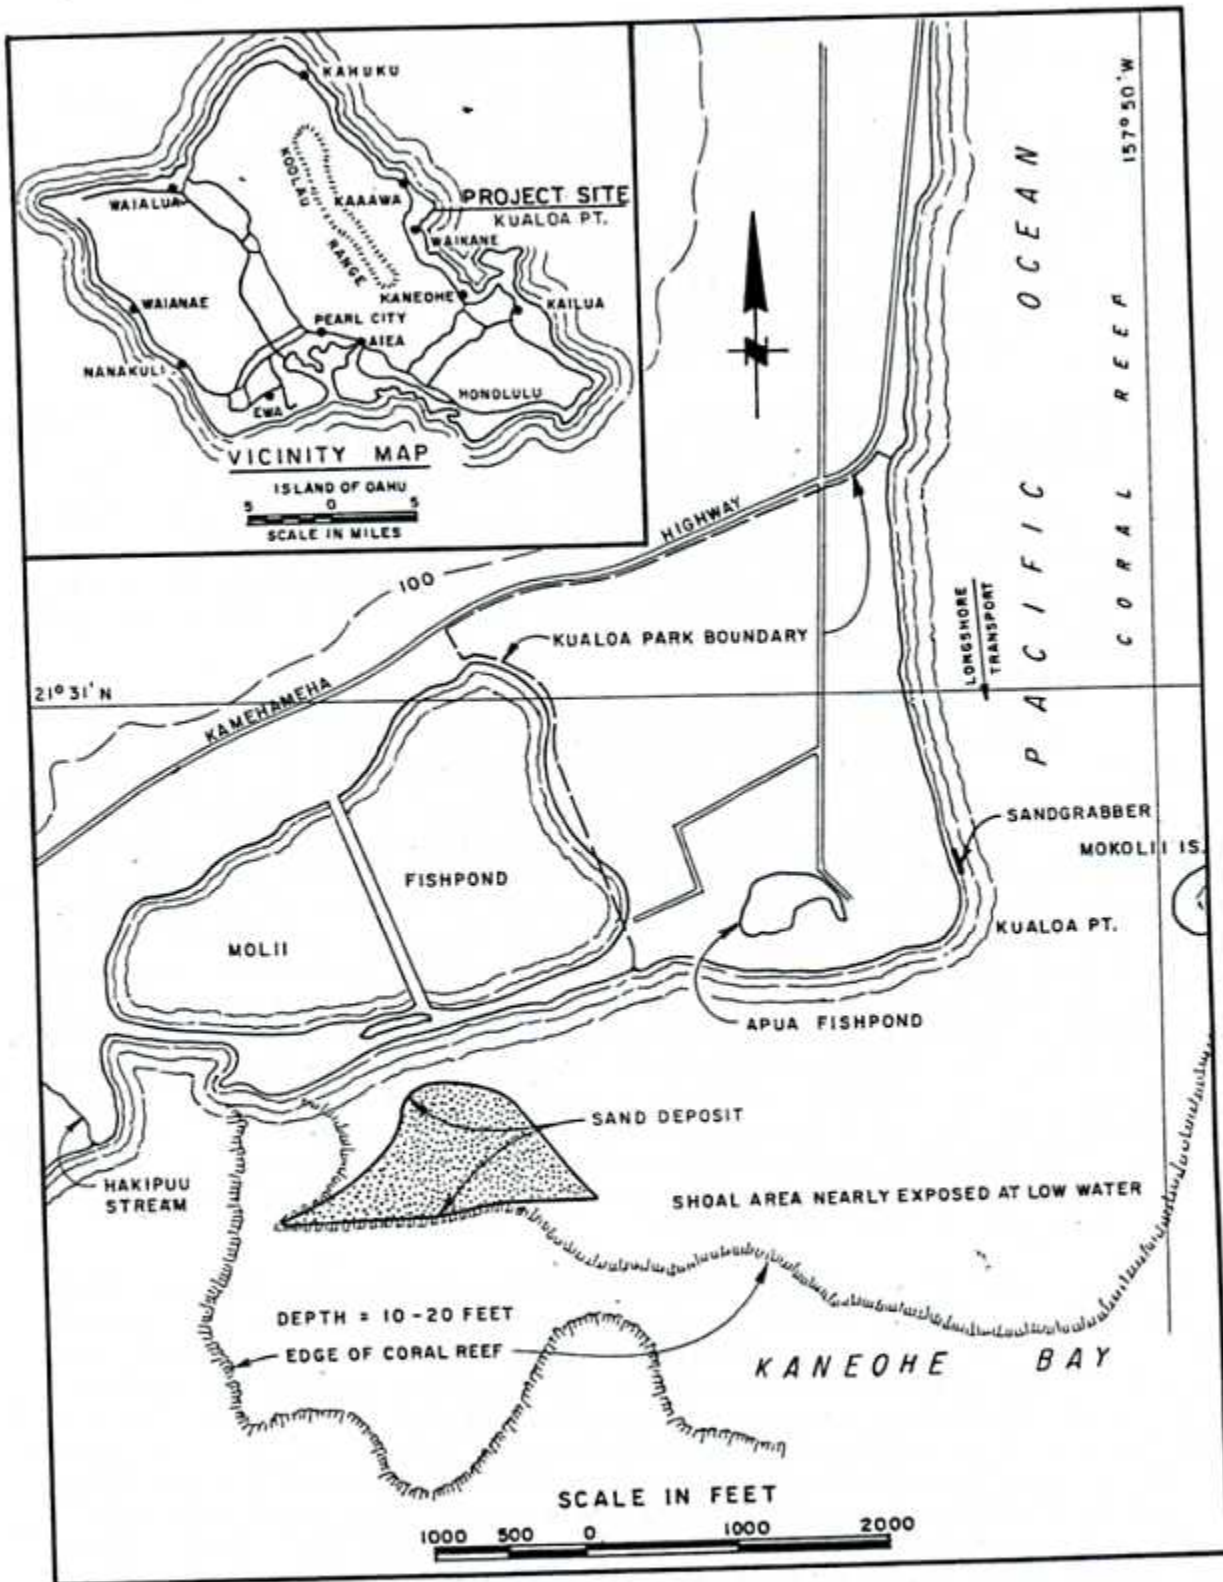 KAHUKU
KOOLAU
RANGE
WAIALUA
KAAAWA
PROJECT SITE
KUALOA PT.
WAIKANE
KANEOHE
KAILUA
WAIANAE
PEARL CITY
AIEA
NANAKULI
HONOLULU
EWA
VICINITY MAP
ISLAND OF OAHU
5 0 5
SCALE IN MILES
157° 50' W
PACIFIC OCEAN
CORAL REEF
N
KAMEHAMEHA HIGHWAY
100
KUALOA PARK BOUNDARY
LONGSHORE
TRANSPORT
21° 31' N
SANDGRABBER
MOKOLII IS.
FISHPOND
MOLII
KUALOA PT.
APUA FISHPOND
SAND DEPOSIT
HAKIPUU
STREAM
SHOAL AREA NEARLY EXPOSED AT LOW WATER
DEPTH = 10-20 FEET
EDGE OF CORAL REEF
KANEOHE BAY
SCALE IN FEET
1000 500 0 1000 2000